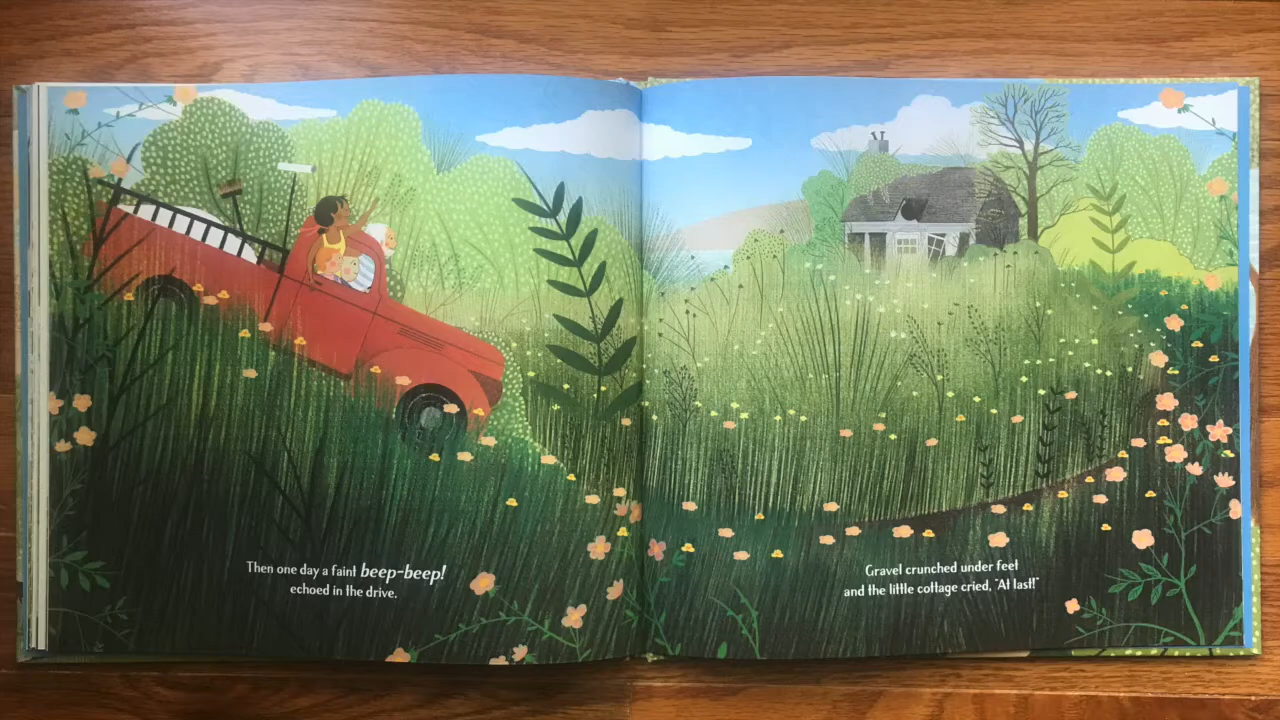 Then one day a faint beep-beep!
echoed in the drive.
Gravel crunched under feet
and the little cottage cried, "At last!"